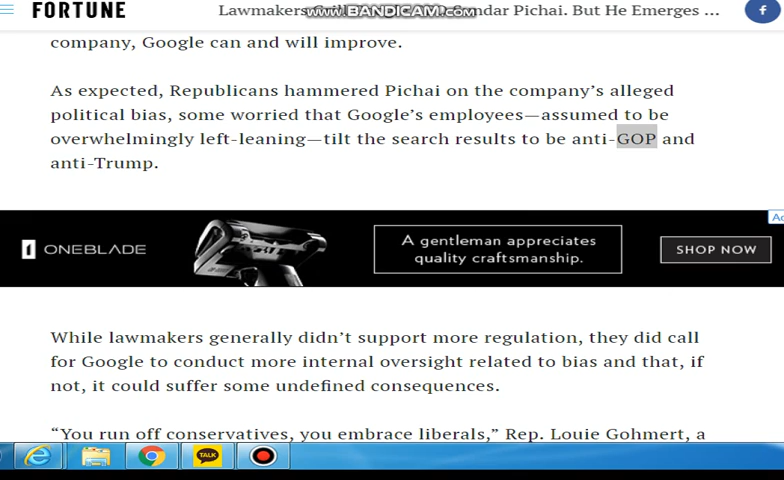 FORTUNE
Lawmakers Sundar Pichai. But He Emerges ...
www.BANDICAM.com
company, Google can and will improve.
As expected, Republicans hammered Pichai on the company’s alleged
political bias, some worried that Google’s employees—assumed to be
overwhelmingly left-leaning—tilt the search results to be anti-GOP and
anti-Trump.
ONEBLADE
A gentleman appreciates
quality craftsmanship.
SHOP NOW
While lawmakers generally didn’t support more regulation, they did call
for Google to conduct more internal oversight related to bias and that, if
not, it could suffer some undefined consequences.
“You run off conservatives, you embrace liberals,” Rep. Louie Gohmert, a
TALK